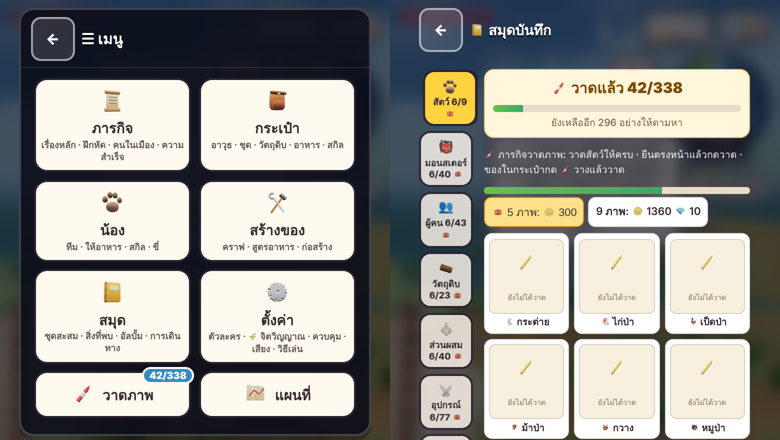 ☰ เมนู
ภารกิจ
เรื่องหลัก · ฝึกหัด · คนในเมือง · ความ
สำเร็จ
กระเป๋า
อาวุธ · ชุด · วัตถุดิบ · อาหาร · สกิล
น้อง
ทีม · ให้อาหาร · สกิล · ขี่
สร้างของ
คราฟ · สูตรอาหาร · ก่อสร้าง
สมุด
ชุดสะสม · สิ่งที่พบ · อัลบั้ม · การเดิน
ทาง
ตั้งค่า
ตัวละคร · จิตวิญญาณ · ควบคุม ·
เสียง · วิธีเล่น
42/338
วาดภาพ
แผนที่
สมุดบันทึก
สัตว์ 6/9
มอนสเตอร์
6/40
ผู้คน 6/43
วัตถุดิบ
6/23
ส่วนผสม
6/40
อุปกรณ์
6/77
วาดแล้ว 42/338
ยังเหลืออีก 296 อย่างให้ตามหา
ภารกิจวาดภาพ: วาดสัตว์ให้ครบ · ยืนตรงหน้าแล้วกดวาด ·
ของในกระเป๋ากด วางแล้ววาด
5 ภาพ: 300
9 ภาพ: 1360 10
ยังไม่ได้วาด
กระต่าย
ยังไม่ได้วาด
ไก่ป่า
ยังไม่ได้วาด
เป็ดป่า
ยังไม่ได้วาด
ม้าป่า
ยังไม่ได้วาด
กวาง
ยังไม่ได้วาด
หมูป่า